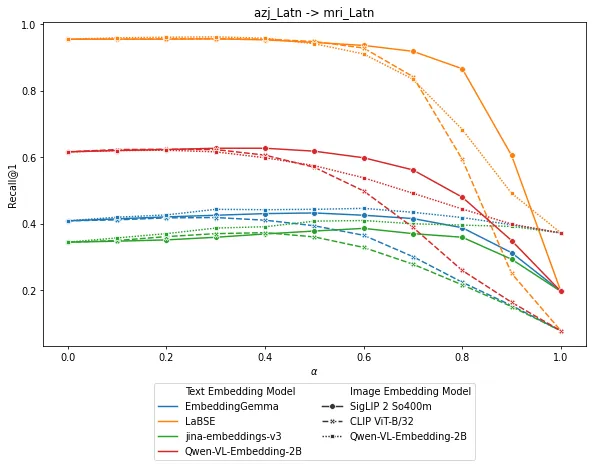 azj_Latn -> mri_Latn
Recall@1
1.0
0.8
0.6
0.4
0.2
0.0 0.2 0.4 0.6 0.8 1.0
α
Text Embedding Model
EmbeddingGemma
LaBSE
jina-embeddings-v3
Qwen-VL-Embedding-2B
Image Embedding Model
SigLIP 2 So400m
CLIP ViT-B/32
Qwen-VL-Embedding-2B